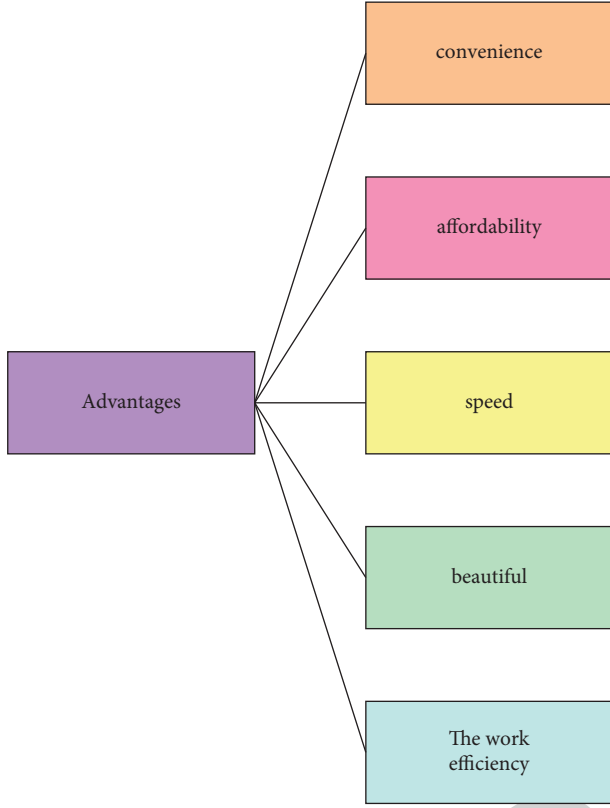 convenience
affordability
Advantages
speed
beautiful
The work
efficiency